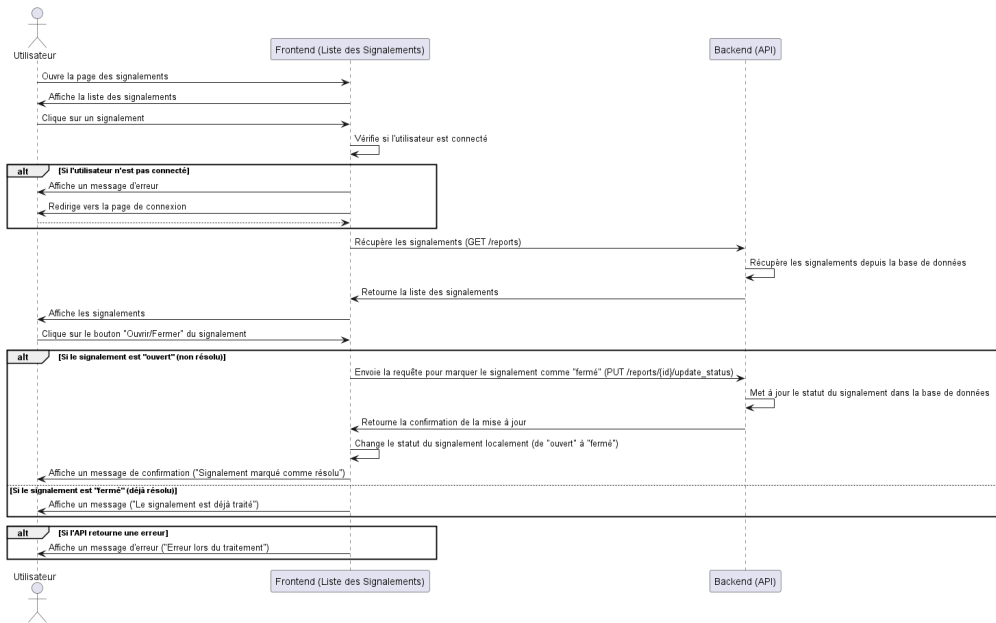 Utilisateur
Frontend (Liste des Signalements)
Backend (API)
Ouvre la page des signalements
Affiche la liste des signalements
Clique sur un signalement
Vérifie si l'utilisateur est connecté
alt
[Si l'utilisateur n'est pas connecté]
Affiche un message d'erreur
Redirige vers la page de connexion
Récupère les signalements (GET /reports)
Récupère les signalements depuis la base de données
Retourne la liste des signalements
Affiche les signalements
Clique sur le bouton "Ouvrir/Fermer" du signalement
alt
[Si le signalement est "ouvert" (non résolu)]
Envoie la requête pour marquer le signalement comme "fermé" (PUT /reports/{id}/update_status)
Met à jour le statut du signalement dans la base de données
Retourne la confirmation de la mise à jour
Change le statut du signalement localement (de "ouvert" à "fermé")
Affiche un message de confirmation ("Signalement marqué comme résolu")
[Si le signalement est "fermé" (déjà résolu)]
Affiche un message ("Le signalement est déjà traité")
alt
[Si l'API retourne une erreur]
Affiche un message d'erreur ("Erreur lors du traitement")
Utilisateur
Frontend (Liste des Signalements)
Backend (API)